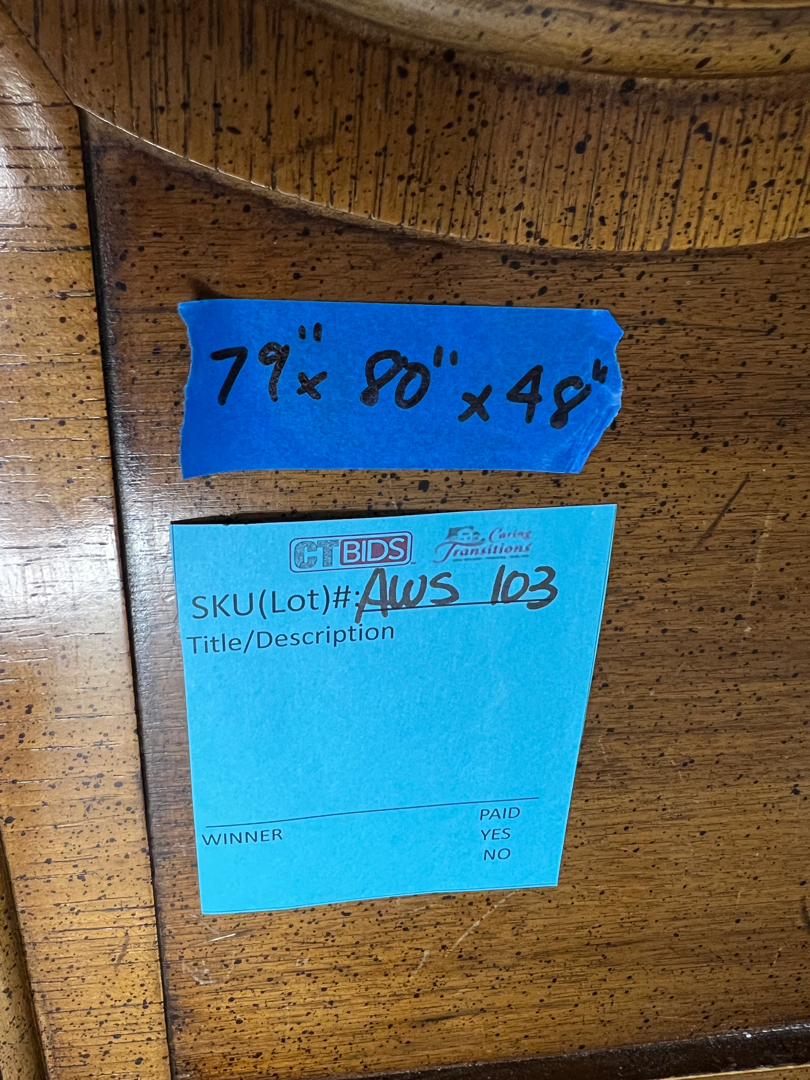 79" x 80" x 48"
CTBIDS Caring Transitions
SKU(Lot)#: AWS 103
Title/Description
PAID
WINNER YES
NO